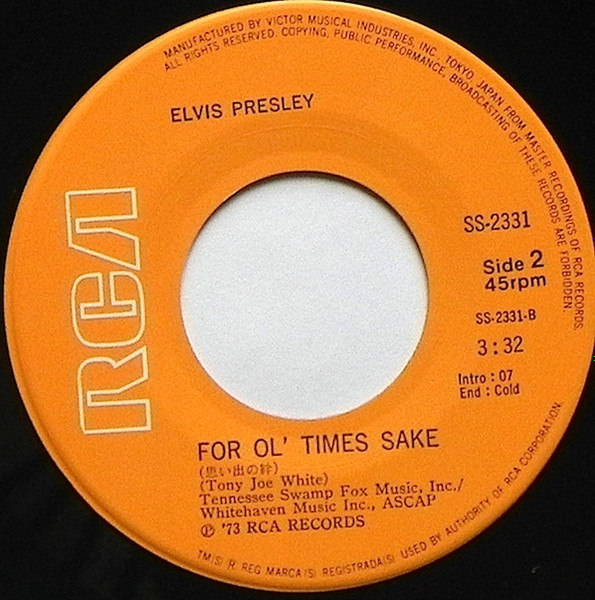 MANUFACTURED BY VICTOR MUSICAL INDUSTRIES, INC. TOKYO, JAPAN FROM MASTER RECORDINGS OF RCA RECORDS.
ALL RIGHTS RESERVED. COPYING, PUBLIC PERFORMANCE, BROADCASTING OF THESE RECORDS ARE FORBIDDEN.
ELVIS PRESLEY
RCA
SS-2331
Side 2
45rpm
SS-2331-B
3:32
Intro : 07
End : Cold
FOR OL' TIMES SAKE
(思い出の絆)
(Tony Joe White)
Tennessee Swamp Fox Music, Inc./
Whitehaven Music Inc., ASCAP
℗ '73 RCA RECORDS
TM(S) ® REG MARCA(S) REGISTRADA(S) USED BY AUTHORITY OF RCA CORPORATION.